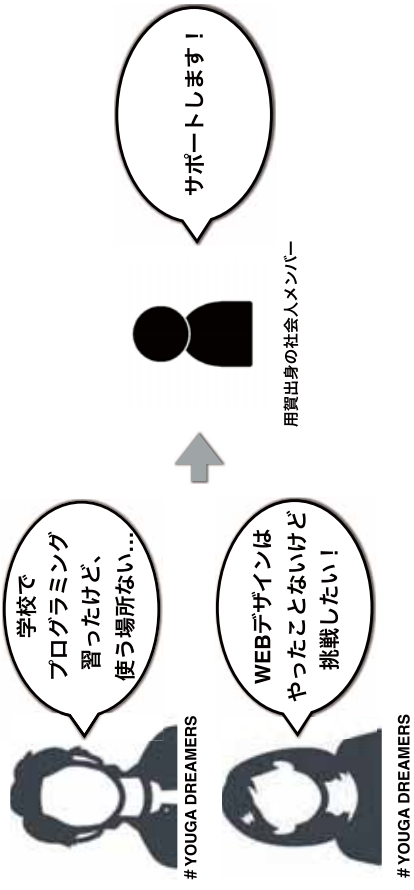 学校で
プログラミング
習ったけど、
使う場所ない…
#YOUGA DREAMERS
WEBデザインは
やったことないけど
挑戦したい！
#YOUGA DREAMERS
サポートします！
用賀出身の社会人メンバー